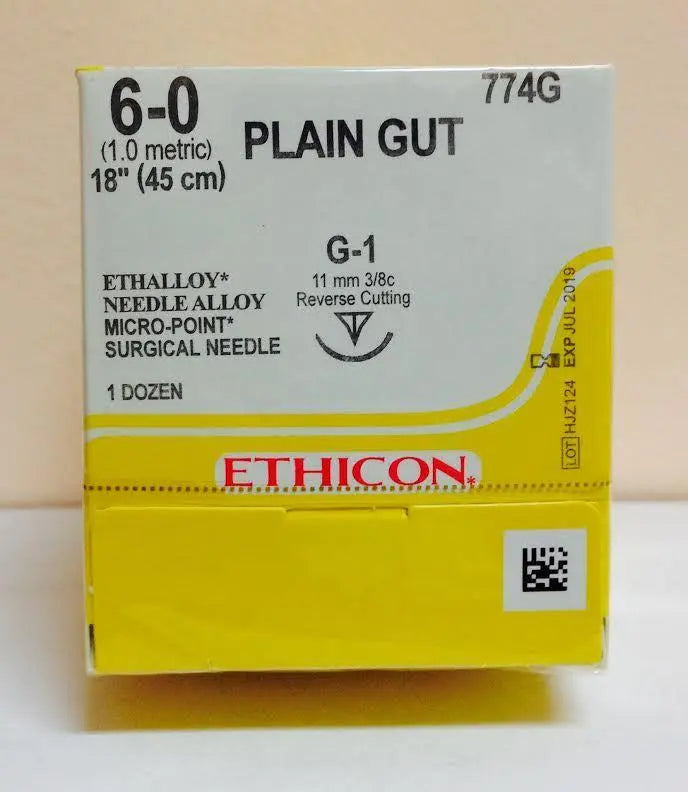 6-0
(1.0 metric)
18" (45 cm)
PLAIN GUT
774G
G-1
11 mm 3/8c
Reverse Cutting
ETHALLOY*
NEEDLE ALLOY
MICRO-POINT*
SURGICAL NEEDLE
1 DOZEN
LOT HJZ124 EXP JUL 2019
ETHICON*